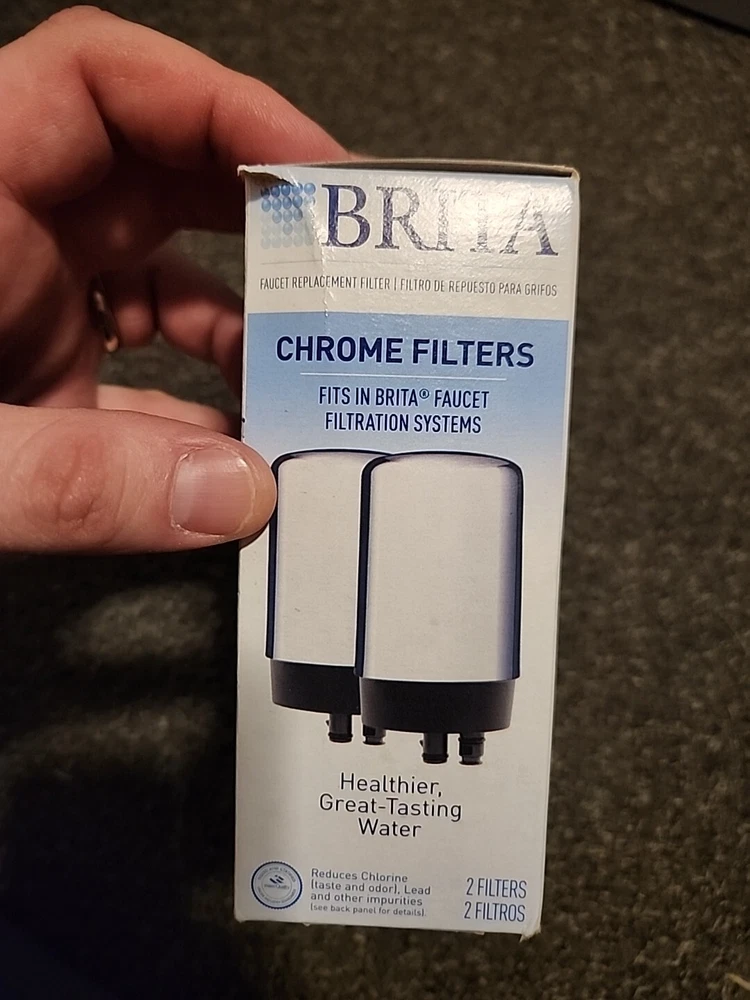 BRITA
FAUCET REPLACEMENT FILTER | FILTRO DE REPUESTO PARA GRIFOS
CHROME FILTERS
FITS IN BRITA® FAUCET
FILTRATION SYSTEMS
Healthier,
Great-Tasting
Water
Reduces Chlorine
(taste and odor), Lead
and other impurities
(see back panel for details).
2 FILTERS
2 FILTROS